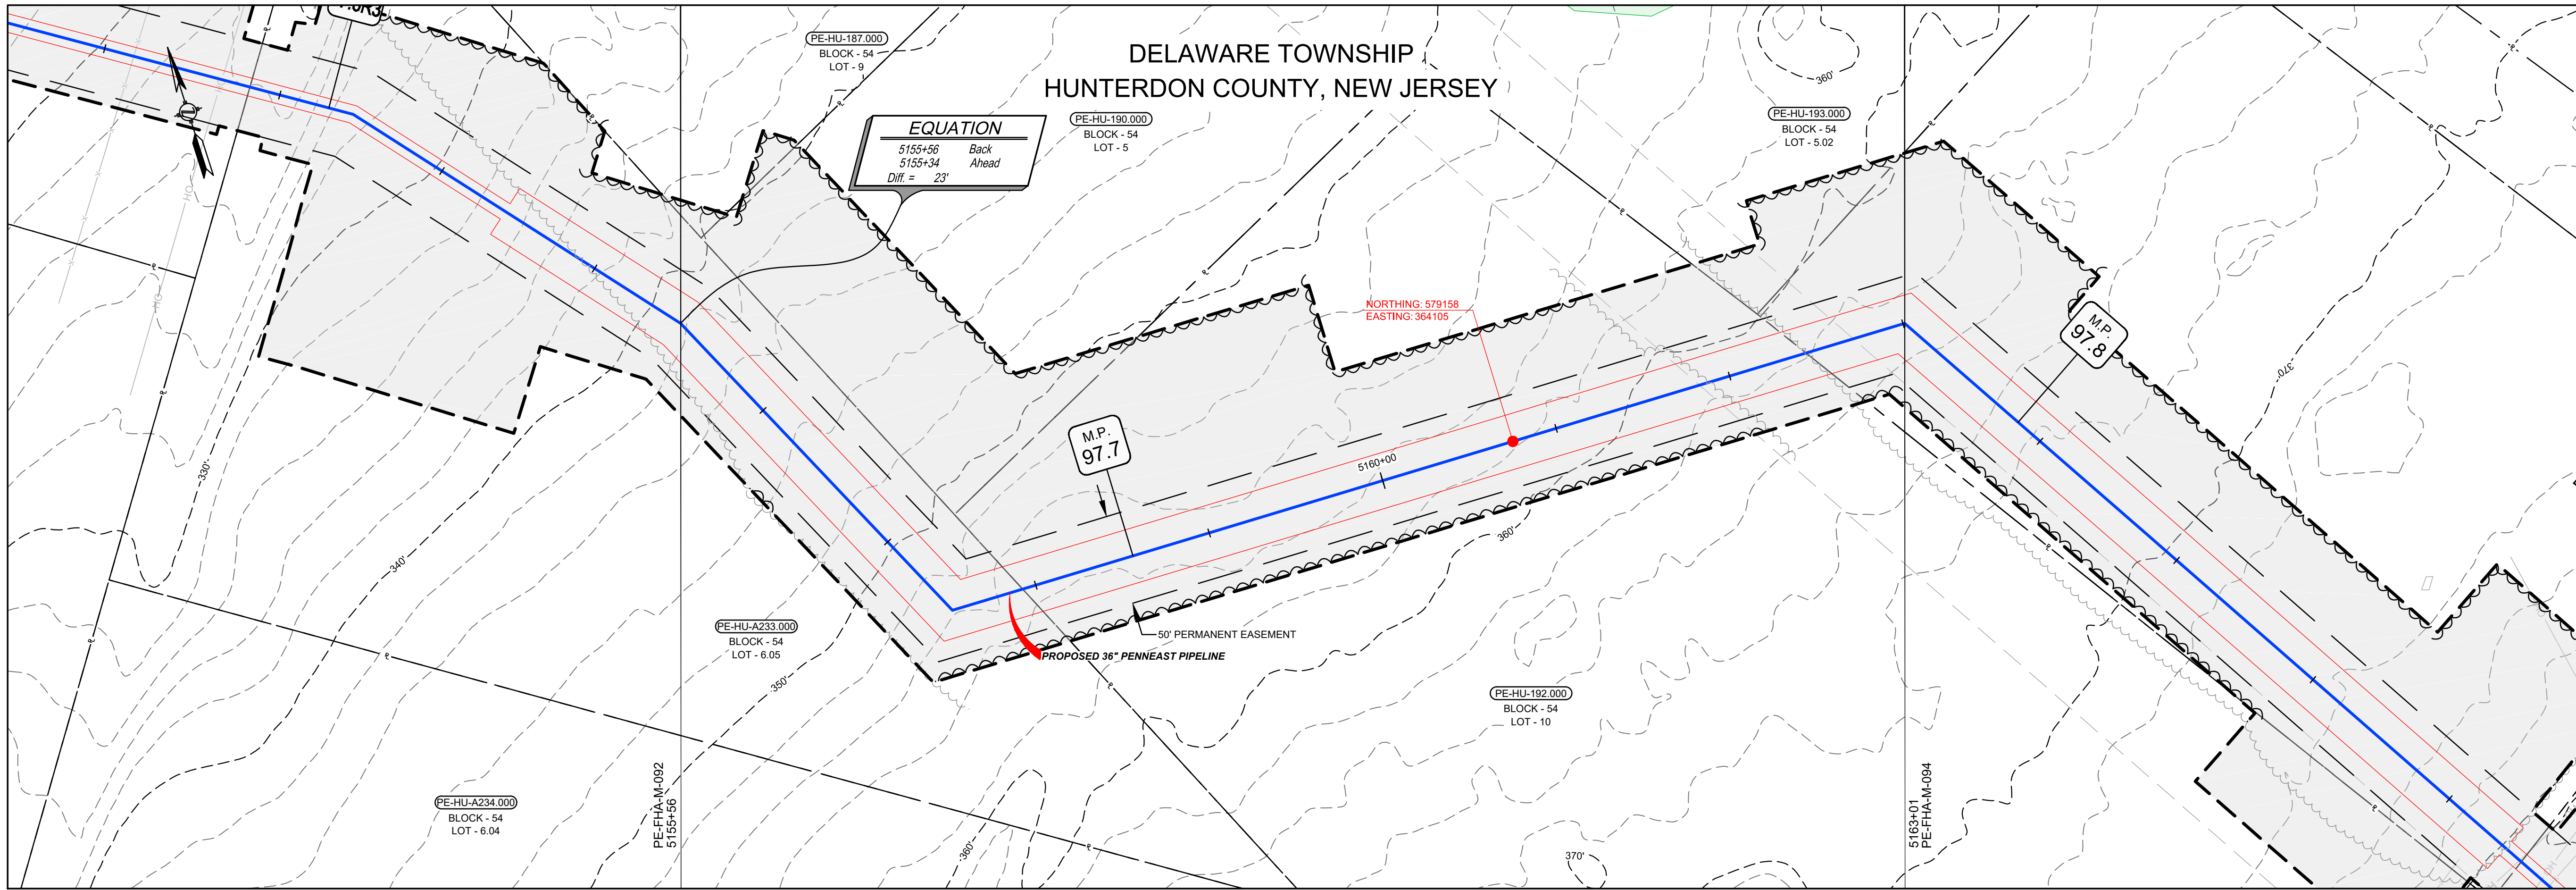 DELAWARE TOWNSHIP
HUNTERDON COUNTY, NEW JERSEY
PE-HU-187.000
BLOCK - 54
LOT - 9
EQUATION
5155+56 Back
5155+34 Ahead
Diff. = 23'
PE-HU-190.000
BLOCK - 54
LOT - 5
PE-HU-193.000
BLOCK - 54
LOT - 5.02
360'
NORTHING: 579158
EASTING: 364105
M.P.
97.8
370'
M.P.
97.7
5160+00
330'
340'
360'
350'
50' PERMANENT EASEMENT
PROPOSED 36" PENNEAST PIPELINE
PE-HU-A233.000
BLOCK - 54
LOT - 6.05
PE-HU-192.000
BLOCK - 54
LOT - 10
PE-HU-A234.000
BLOCK - 54
LOT - 6.04
PE-FHA-M-092
5155+56
5163+01
PE-FHA-M-094
360'
370'